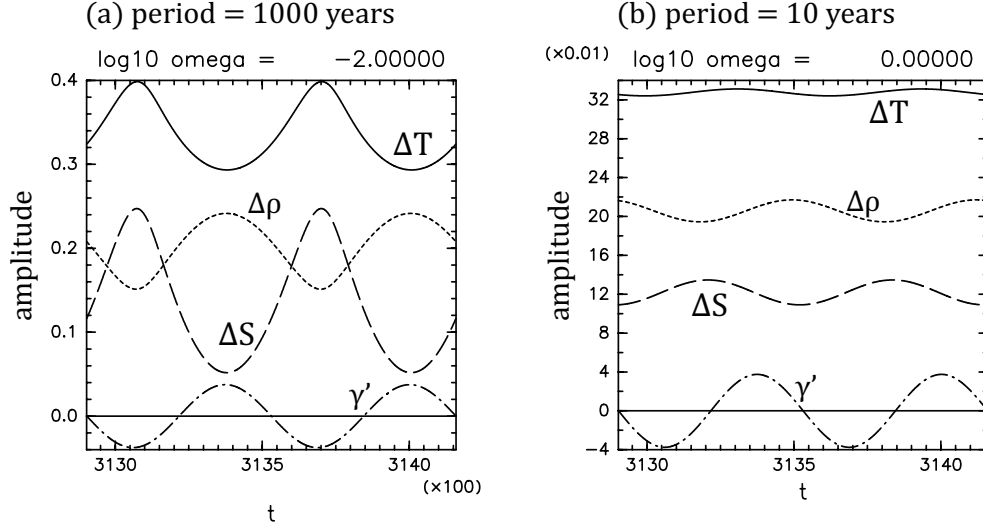 (a) period = 1000 years
log10 omega = -2.00000
0.4
0.3
0.2
0.1
0.0
amplitude
ΔT
Δρ
ΔS
γ’
3130 3135 3140
(×100)
t
(b) period = 10 years
(×0.01)
log10 omega = 0.00000
32
28
24
20
16
12
8
4
0
-4
amplitude
ΔT
Δρ
ΔS
γ’
3130 3135 3140
t